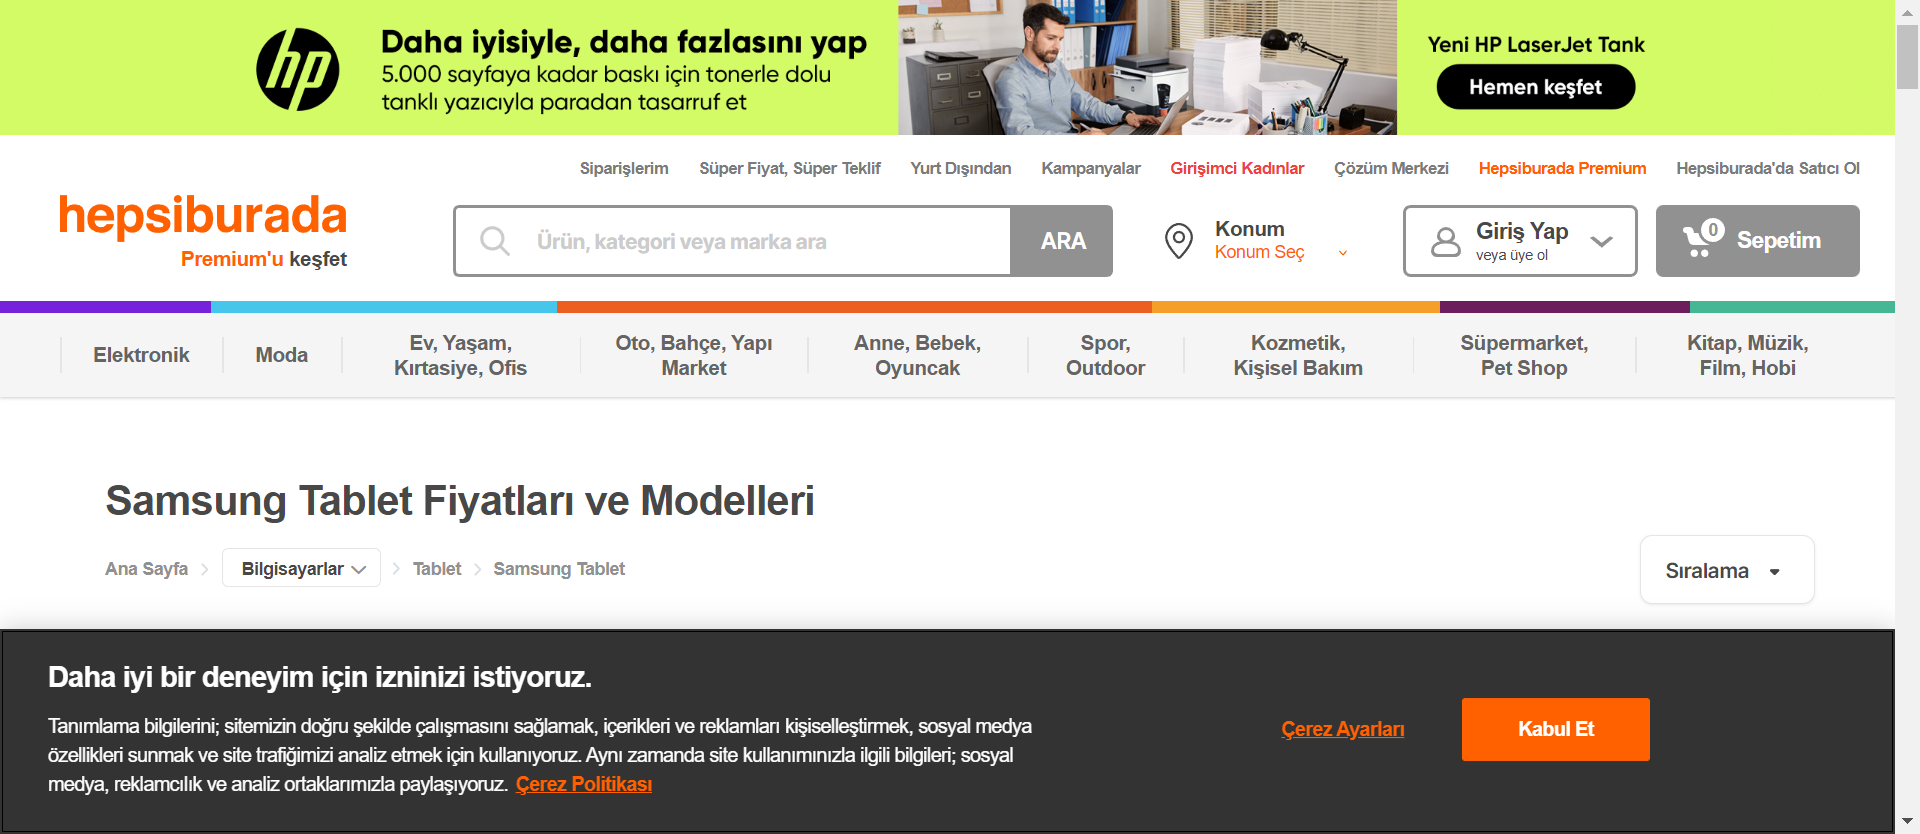 hp
Daha iyisiyle, daha fazlasını yap
5.000 sayfaya kadar baskı için tonerle dolu
tanklı yazıcıyla paradan tasarruf et
Yeni HP LaserJet Tank
Hemen keşfet
Siparişlerim Süper Fiyat, Süper Teklif Yurt Dışından Kampanyalar Girişimci Kadınlar Çözüm Merkezi Hepsiburada Premium Hepsiburada'da Satıcı Ol
hepsiburada
Premium'u keşfet
Ürün, kategori veya marka ara
ARA
Konum
Konum Seç
Giriş Yap
veya üye ol
0
Sepetim
Elektronik
Moda
Ev, Yaşam,
Kırtasiye, Ofis
Oto, Bahçe, Yapı
Market
Anne, Bebek,
Oyuncak
Spor,
Outdoor
Kozmetik,
Kişisel Bakım
Süpermarket,
Pet Shop
Kitap, Müzik,
Film, Hobi
Samsung Tablet Fiyatları ve Modelleri
Ana Sayfa Bilgisayarlar Tablet Samsung Tablet
Sıralama
Daha iyi bir deneyim için izninizi istiyoruz.
Tanımlama bilgilerini; sitemizin doğru şekilde çalışmasını sağlamak, içerikleri ve reklamları kişiselleştirmek, sosyal medya
özellikleri sunmak ve site trafiğimizi analiz etmek için kullanıyoruz. Aynı zamanda site kullanımınızla ilgili bilgileri; sosyal
medya, reklamcılık ve analiz ortaklarımızla paylaşıyoruz. Çerez Politikası
Çerez Ayarları
Kabul Et